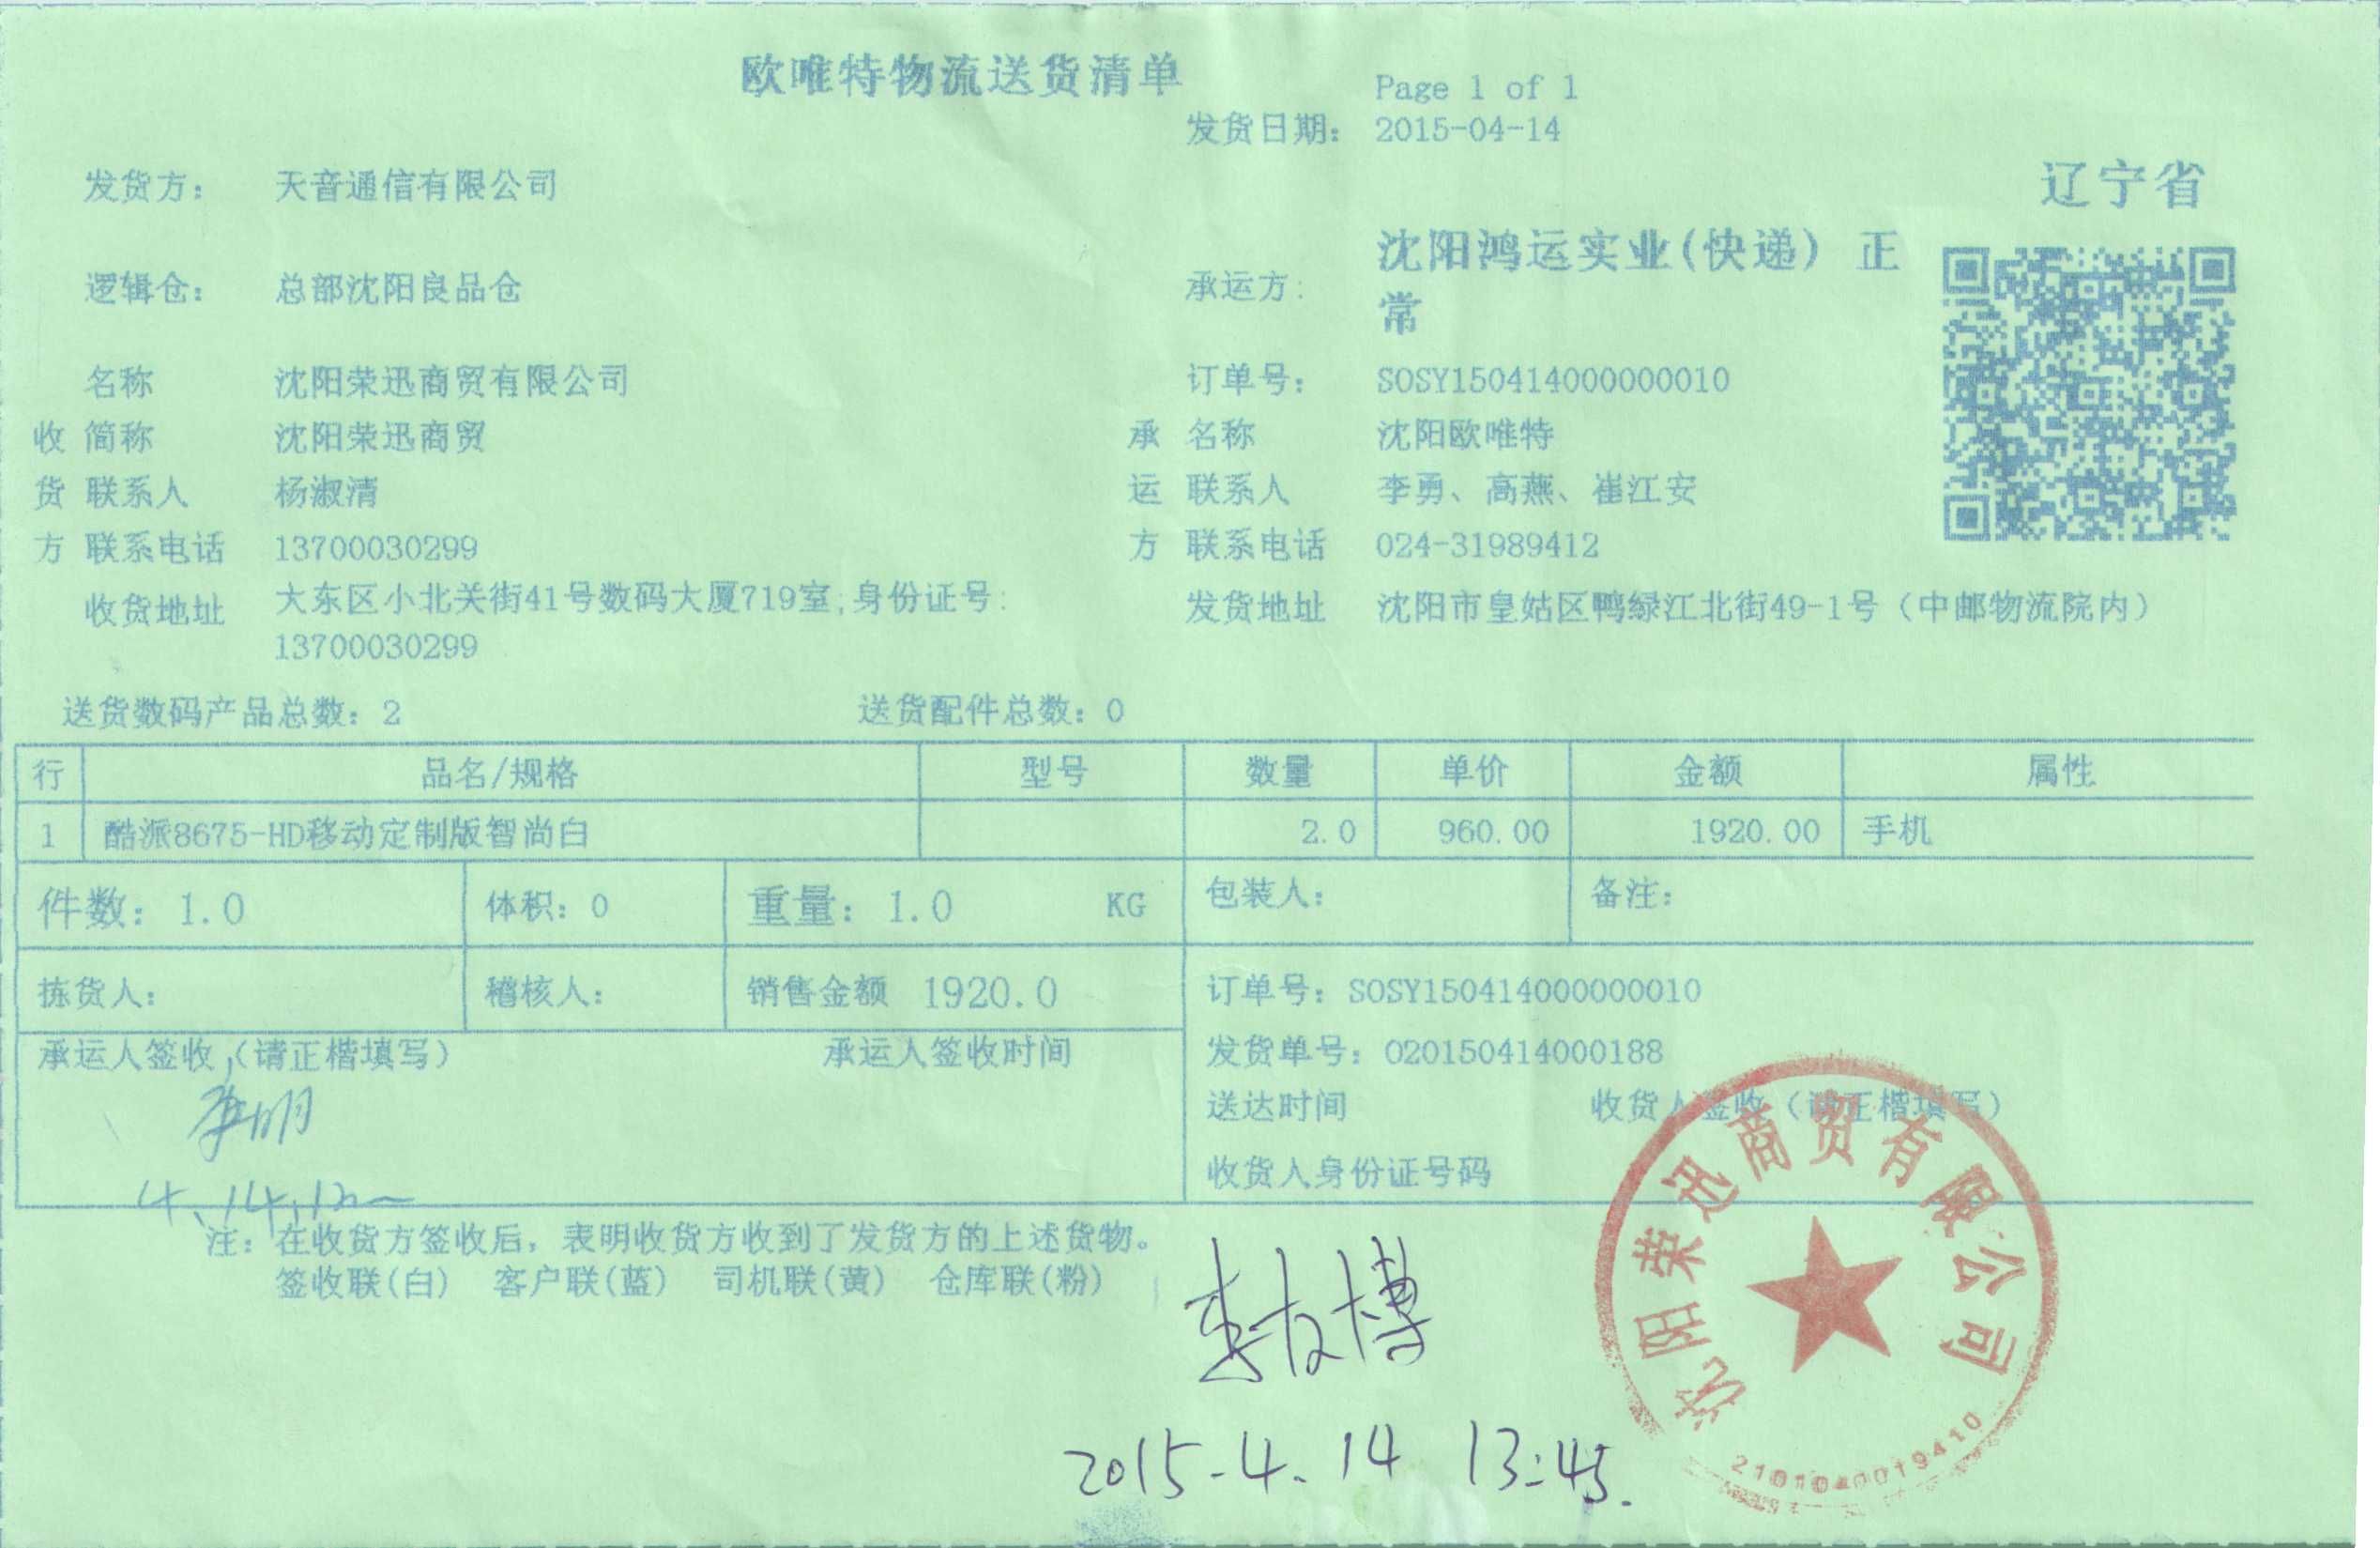 欧唯特物流送货清单
Page 1 of 1
发货日期: 2015-04-14
发货方: 天音通信有限公司
辽宁省
逻辑仓: 总部沈阳良品仓
承运方: 沈阳鸿运实业(快递) 正
常
名称 沈阳荣迅商贸有限公司 订单号: SOSY150414000000010
收 简称 沈阳荣迅商贸 承 名称 沈阳欧唯特
货 联系人 杨淑清 运 联系人 李勇、高燕、崔江安
方 联系电话 13700030299 方 联系电话 024-31989412
收货地址 大东区小北关街41号数码大厦719室;身份证号:
13700030299
发货地址 沈阳市皇姑区鸭绿江北街49-1号(中邮物流院内)
送货数码产品总数: 2 送货配件总数: 0
行 品名/规格 型号 数量 单价 金额 属性
1 酷派8675-HD移动定制版智尚白 2.0 960.00 1920.00 手机
件数: 1.0 体积: 0 重量: 1.0 KG 包装人: 备注:
拣货人: 稽核人: 销售金额 1920.0 订单号: SOSY150414000000010
承运人签收(请正楷填写) 承运人签收时间 发货单号: 020150414000188
送达时间 收货人签收(请正楷填写)
收货人身份证号码
李明
4.14.
注: 在收货方签收后, 表明收货方收到了发货方的上述货物。
签收联(白) 客户联(蓝) 司机联(黄) 仓库联(粉)
2015.4.14 13:45.
沈阳荣迅商贸有限公司
2101040019410